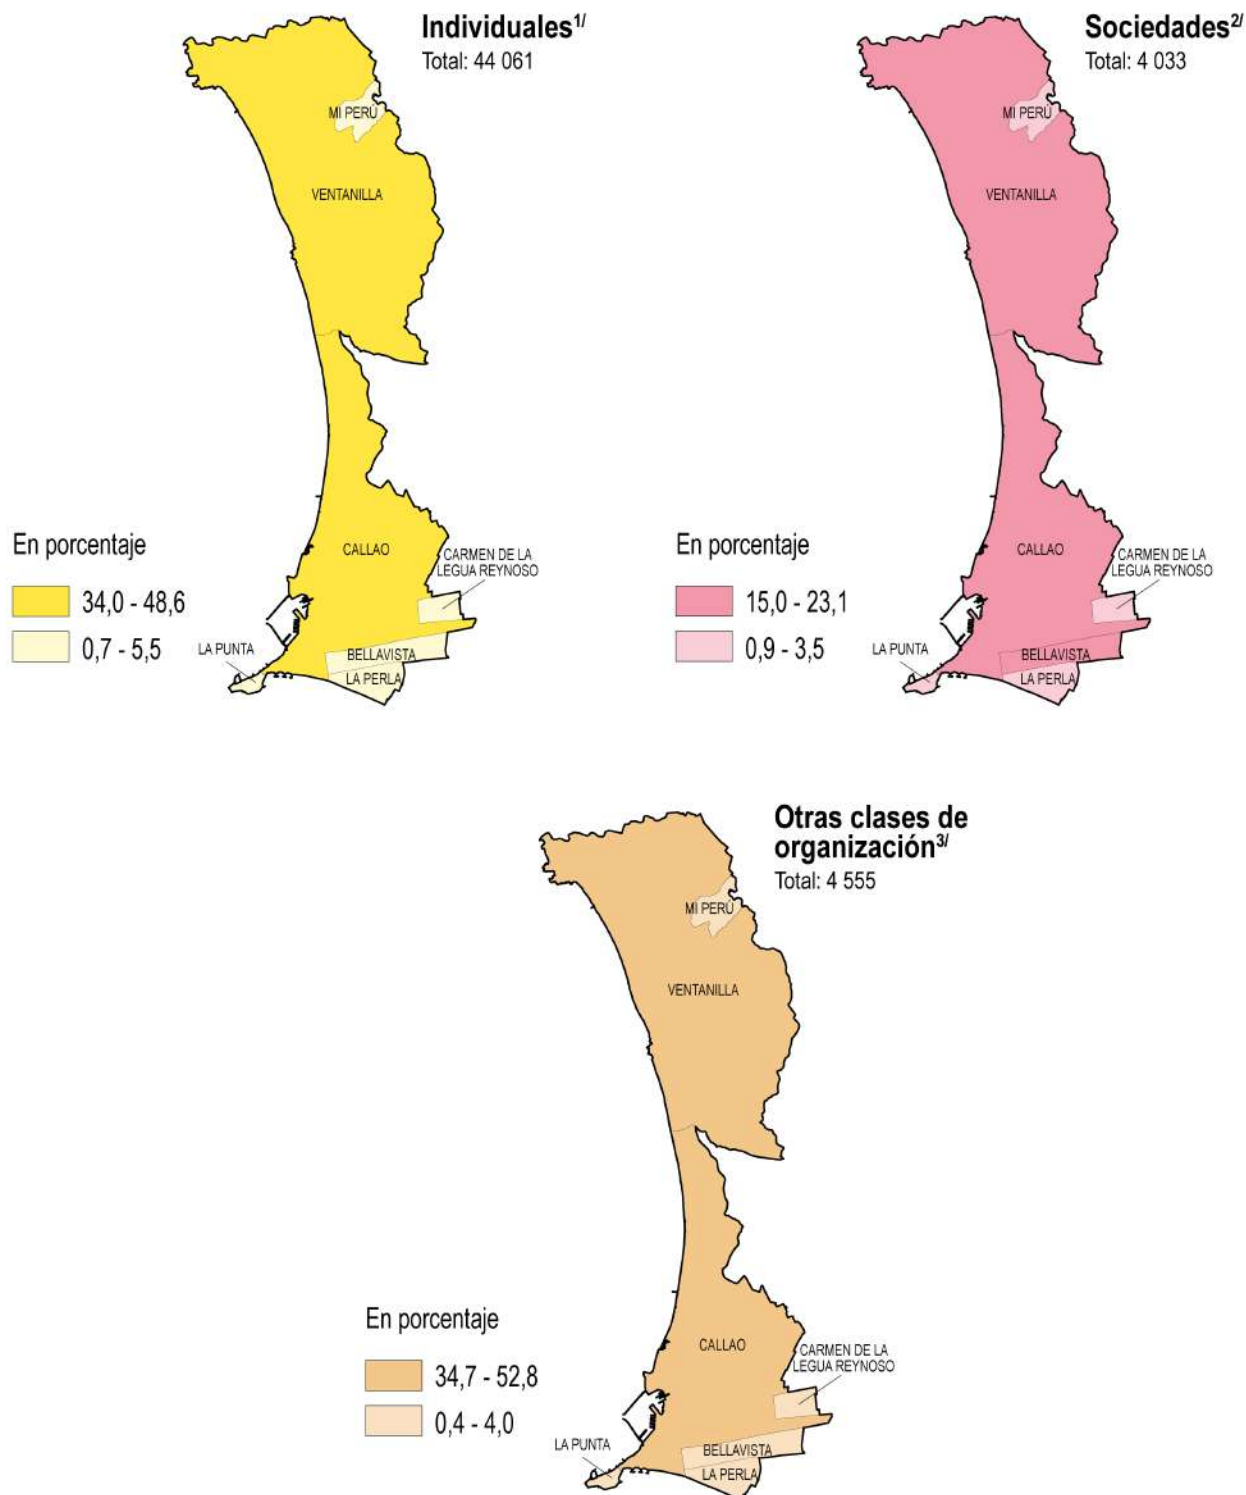 Individuales1/
Total: 44 061
MI PERÚ
VENTANILLA
CALLAO
CARMEN DE LA
LEGUA REYNOSO
En porcentaje
34,0 - 48,6
0,7 - 5,5
LA PUNTA
BELLAVISTA
LA PERLA
Sociedades2/
Total: 4 033
MI PERÚ
VENTANILLA
CALLAO
CARMEN DE LA
LEGUA REYNOSO
En porcentaje
15,0 - 23,1
0,9 - 3,5
LA PUNTA
BELLAVISTA
LA PERLA
Otras clases de
organización3/
Total: 4 555
MI PERÚ
VENTANILLA
CALLAO
CARMEN DE LA
LEGUA REYNOSO
En porcentaje
34,7 - 52,8
0,4 - 4,0
LA PUNTA
BELLAVISTA
LA PERLA